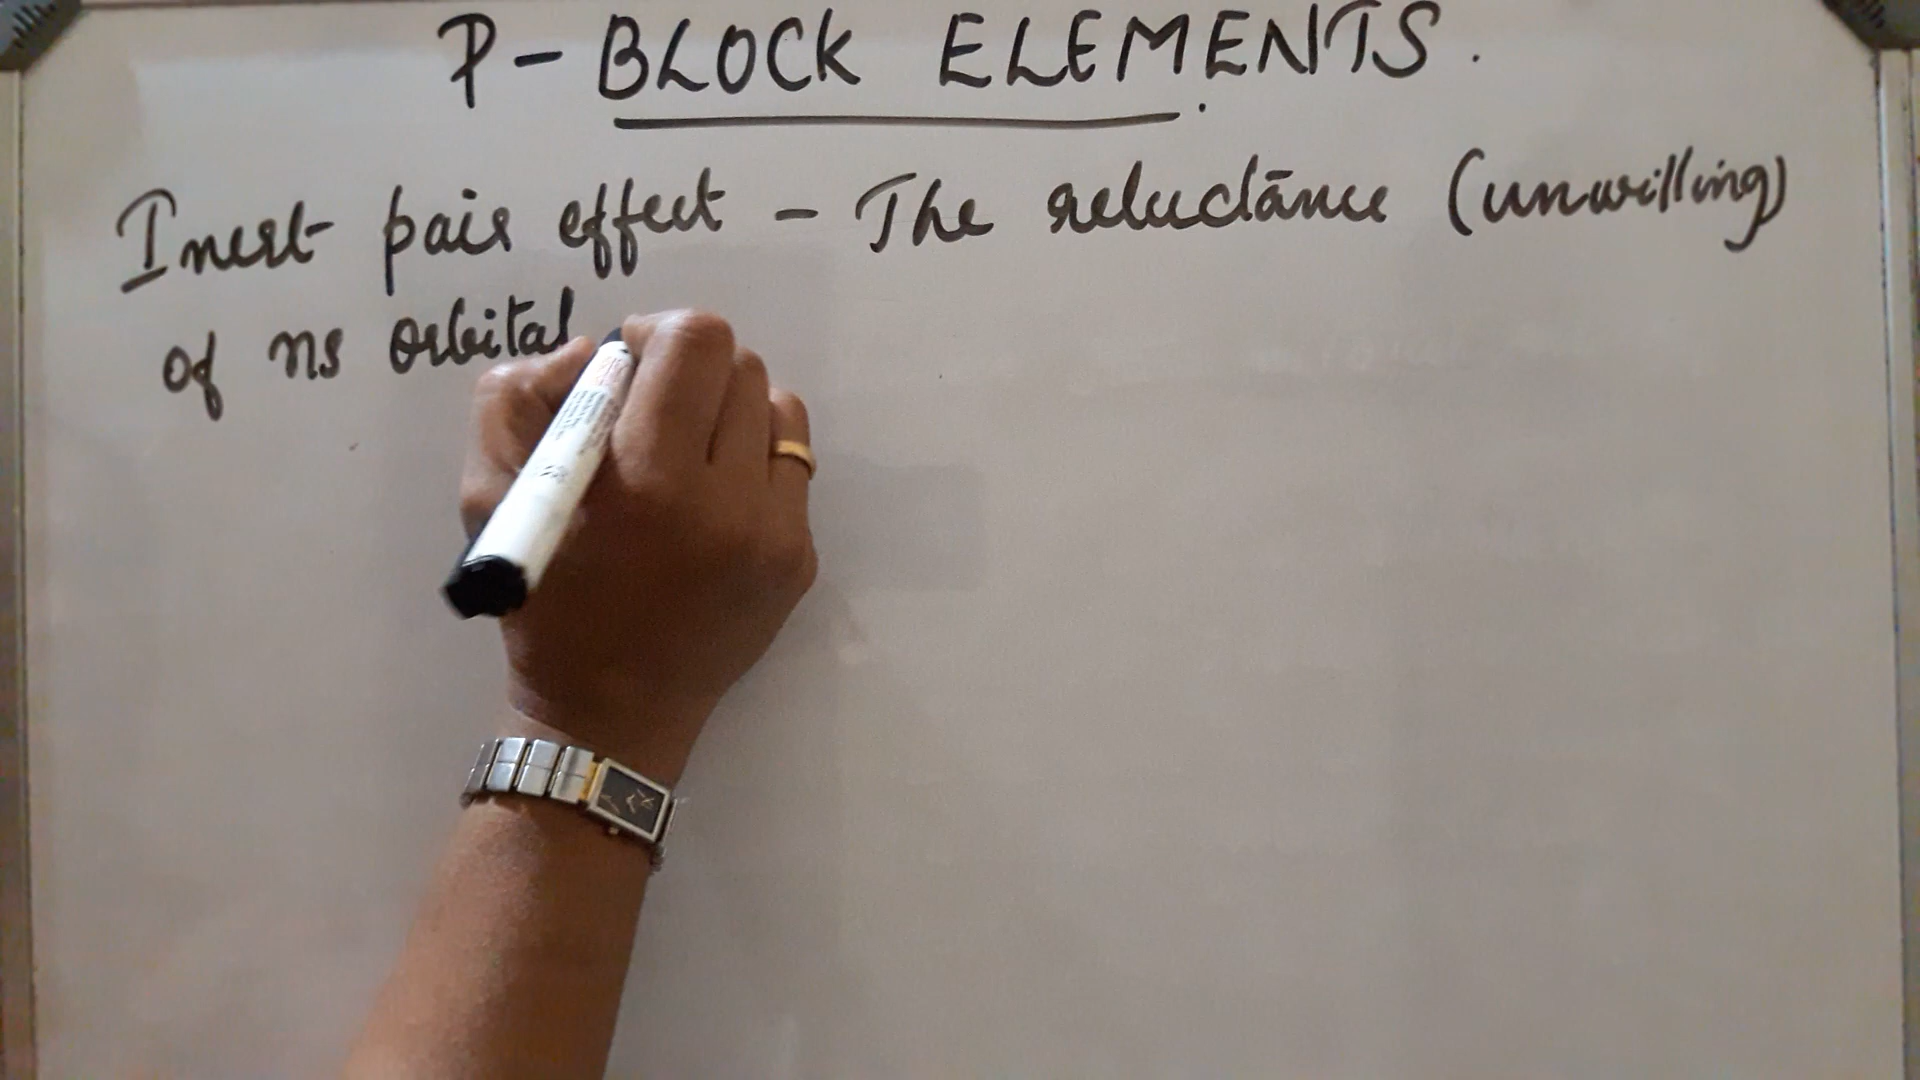 P-BLOCK ELEMENTS.
Inert pair effect - The reluctance (unwilling)
of ns orbital